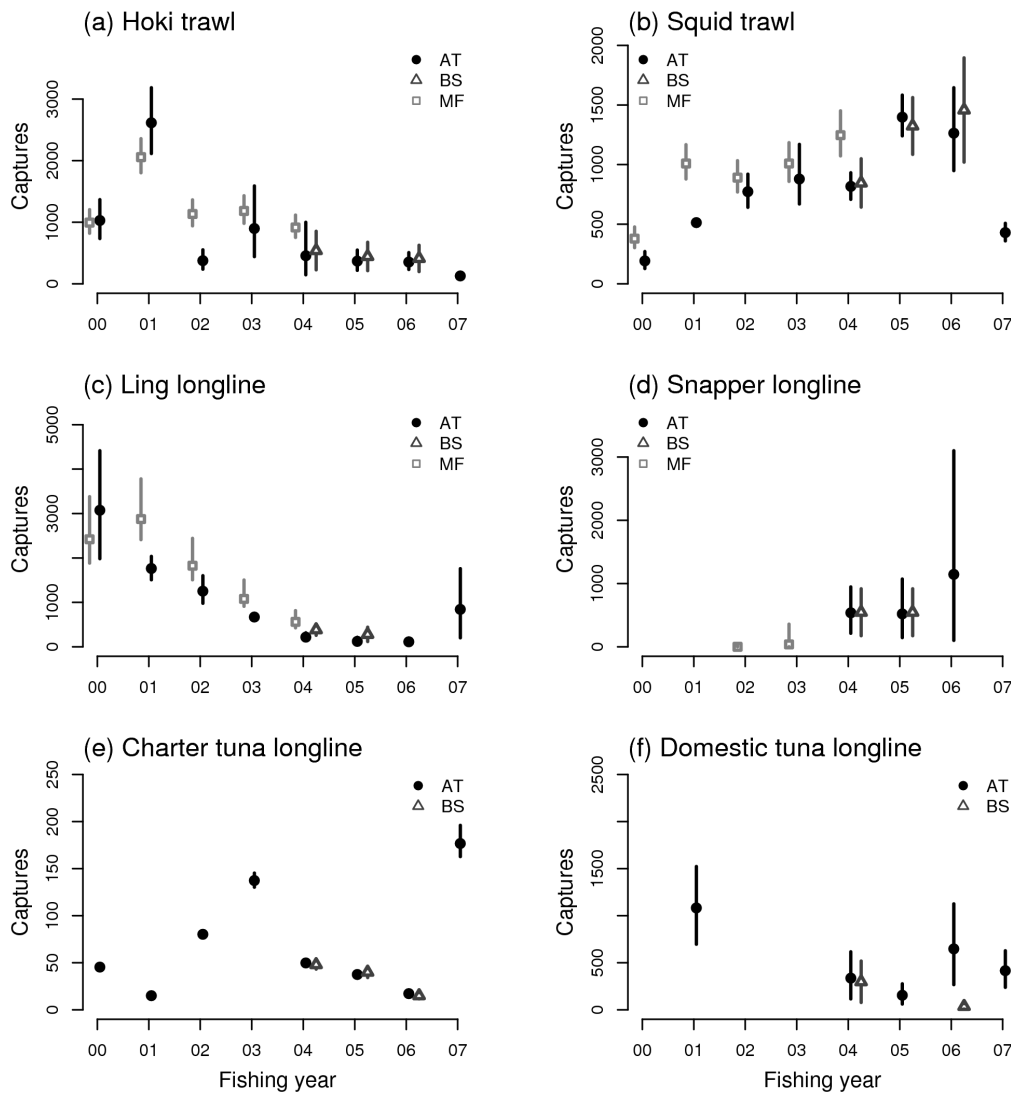 (a) Hoki trawl
AT
BS
MF
Captures
3000
2000
1000
0
00 01 02 03 04 05 06 07
(b) Squid trawl
AT
BS
MF
Captures
2000
1500
1000
500
0
00 01 02 03 04 05 06 07
(c) Ling longline
AT
BS
MF
Captures
5000
3000
1000
0
00 01 02 03 04 05 06 07
(d) Snapper longline
AT
BS
MF
Captures
3000
2000
1000
0
00 01 02 03 04 05 06 07
(e) Charter tuna longline
AT
BS
Captures
250
200
150
100
50
0
00 01 02 03 04 05 06 07
Fishing year
(f) Domestic tuna longline
AT
BS
Captures
2500
1500
500
0
00 01 02 03 04 05 06 07
Fishing year